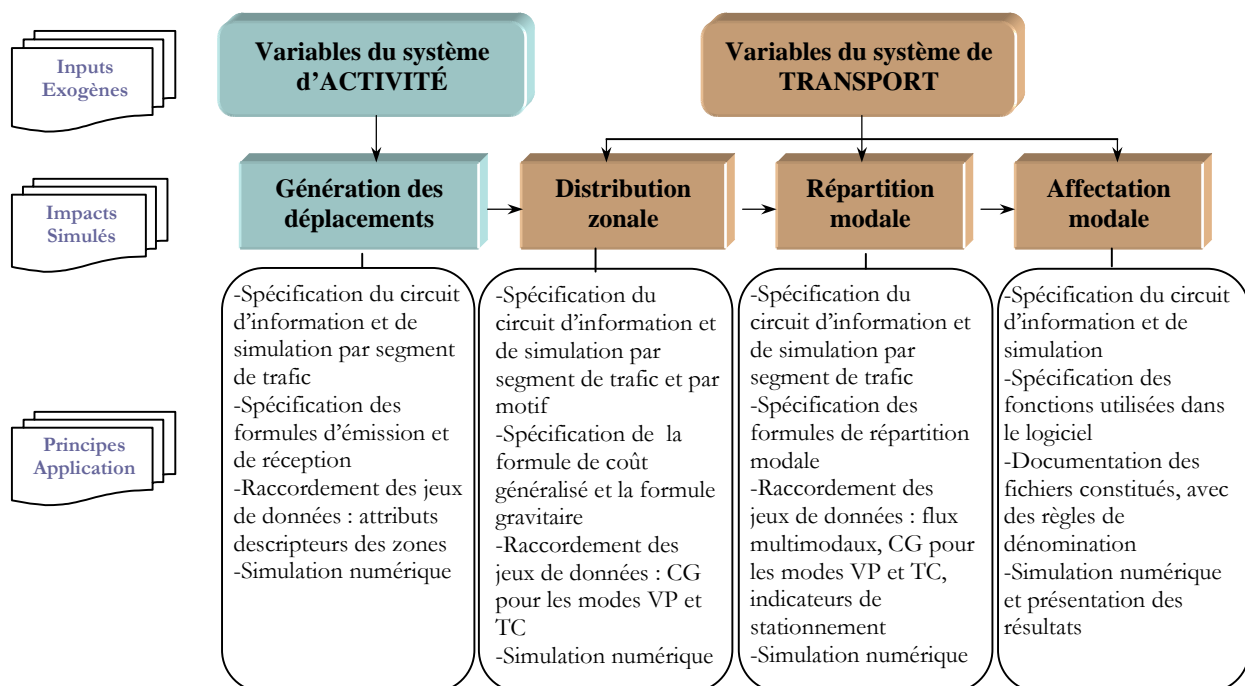 Inputs
Exogènes
Variables du système
d'ACTIVITÉ
Variables du système de
TRANSPORT
Impacts
Simulés
Génération des
déplacements
Distribution
zonale
Répartition
modale
Affectation
modale
Principes
Application
-Spécification du circuit
d'information et de
simulation par segment
de trafic
-Spécification des
formules d'émission et
de réception
-Raccordement des jeux
de données : attributs
descripteurs des zones
-Simulation numérique
-Spécification du
circuit d'information et
de simulation par
segment de trafic et par
motif
-Spécification de la
formule de coût
généralisé et la formule
gravitaire
-Raccordement des
jeux de données : CG
pour les modes VP et
TC
-Simulation numérique
-Spécification du
circuit d'information et
de simulation par
segment de trafic
-Spécification des
formules de répartition
modale
-Raccordement des
jeux de données : flux
multimodaux, CG pour
les modes VP et TC,
indicateurs de
stationnement
-Simulation numérique
-Spécification du circuit
d'information et de
simulation
-Spécification des
fonctions utilisées dans
le logiciel
-Documentation des
fichiers constitués, avec
des règles de
dénomination
-Simulation numérique
et présentation des
résultats